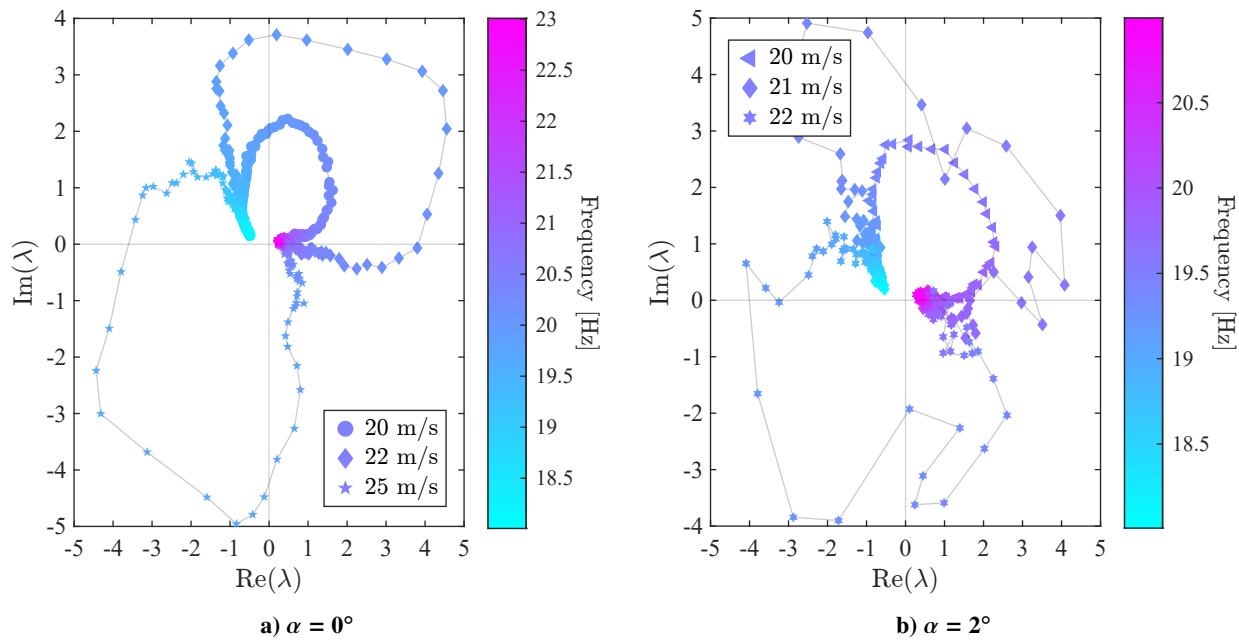 4
3
2
1
0
-1
-2
-3
-4
-5
-5 -4 -3 -2 -1 0 1 2 3 4 5
Im(λ)
Re(λ)
20 m/s
22 m/s
25 m/s
23
22.5
22
21.5
21
20.5
20
19.5
19
18.5
Frequency [Hz]
a) α = 0°
5
4
3
2
1
0
-1
-2
-3
-4
-5 -4 -3 -2 -1 0 1 2 3 4 5
Im(λ)
Re(λ)
20 m/s
21 m/s
22 m/s
20.5
20
19.5
19
18.5
Frequency [Hz]
b) α = 2°